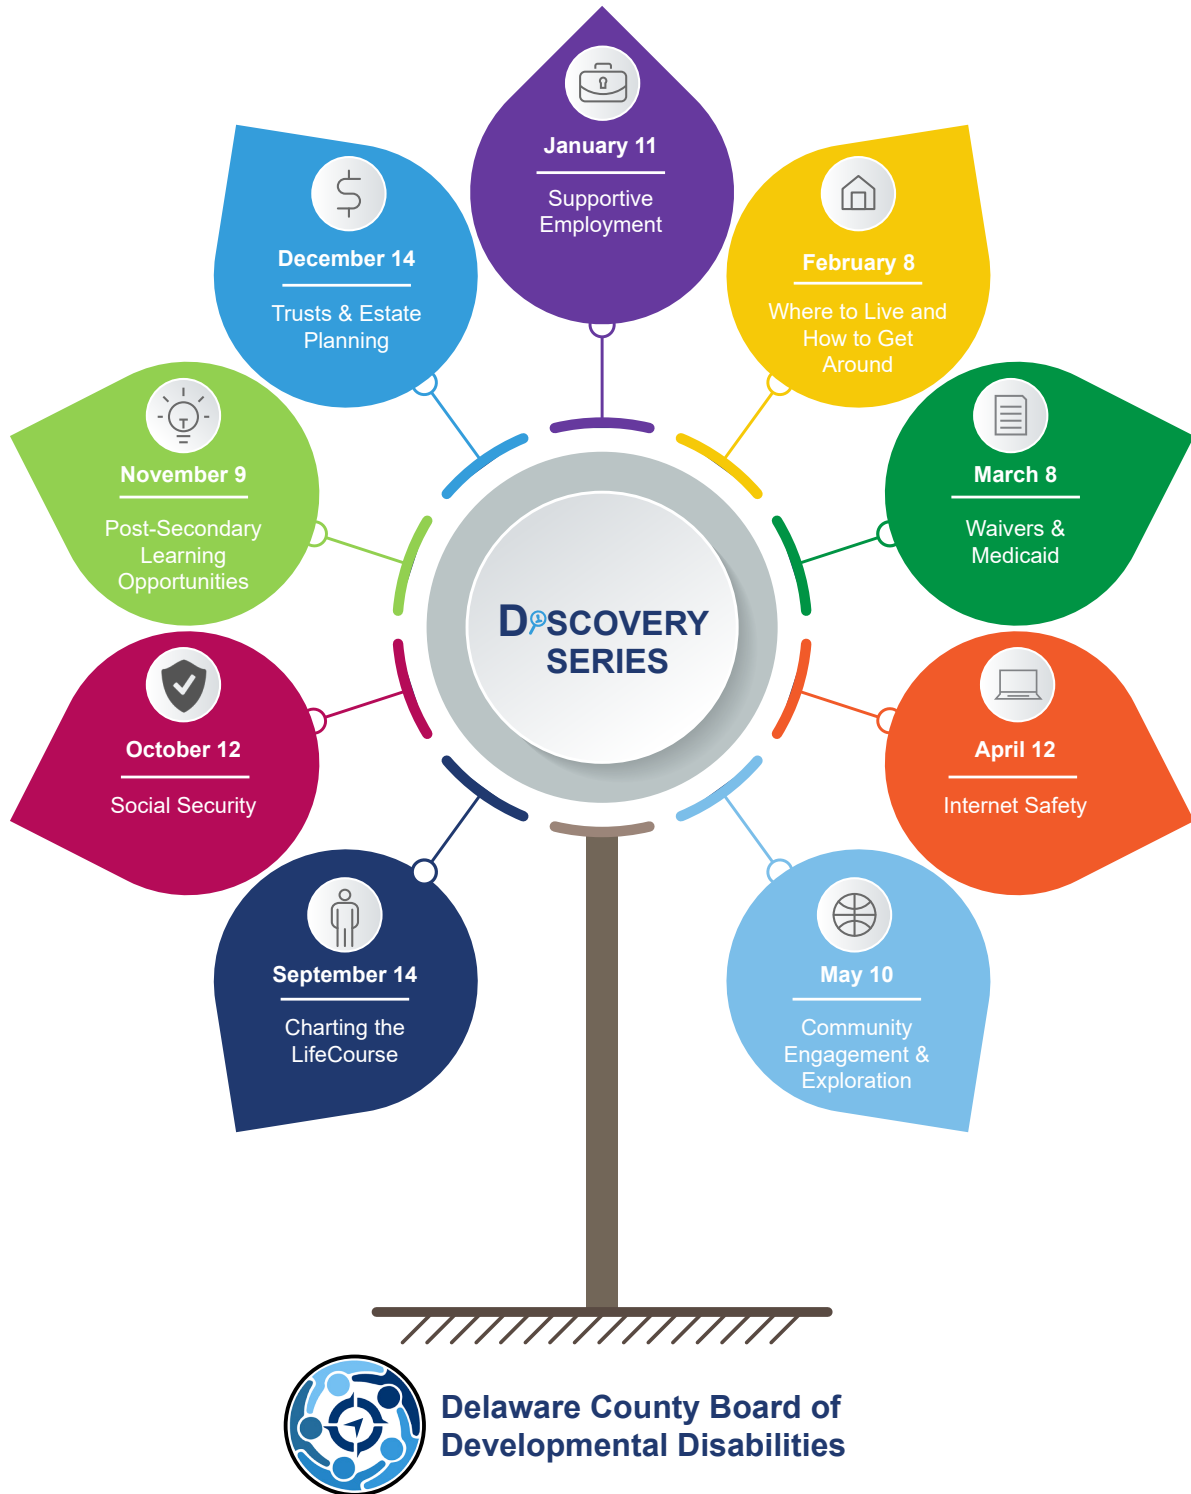 January 11
Supportive
Employment
December 14
Trusts & Estate
Planning
February 8
Where to Live and
How to Get
Around
November 9
Post-Secondary
Learning
Opportunities
March 8
Waivers &
Medicaid
DISCOVERY
SERIES
October 12
Social Security
April 12
Internet Safety
September 14
Charting the
LifeCourse
May 10
Community
Engagement &
Exploration
Delaware County Board of
Developmental Disabilities